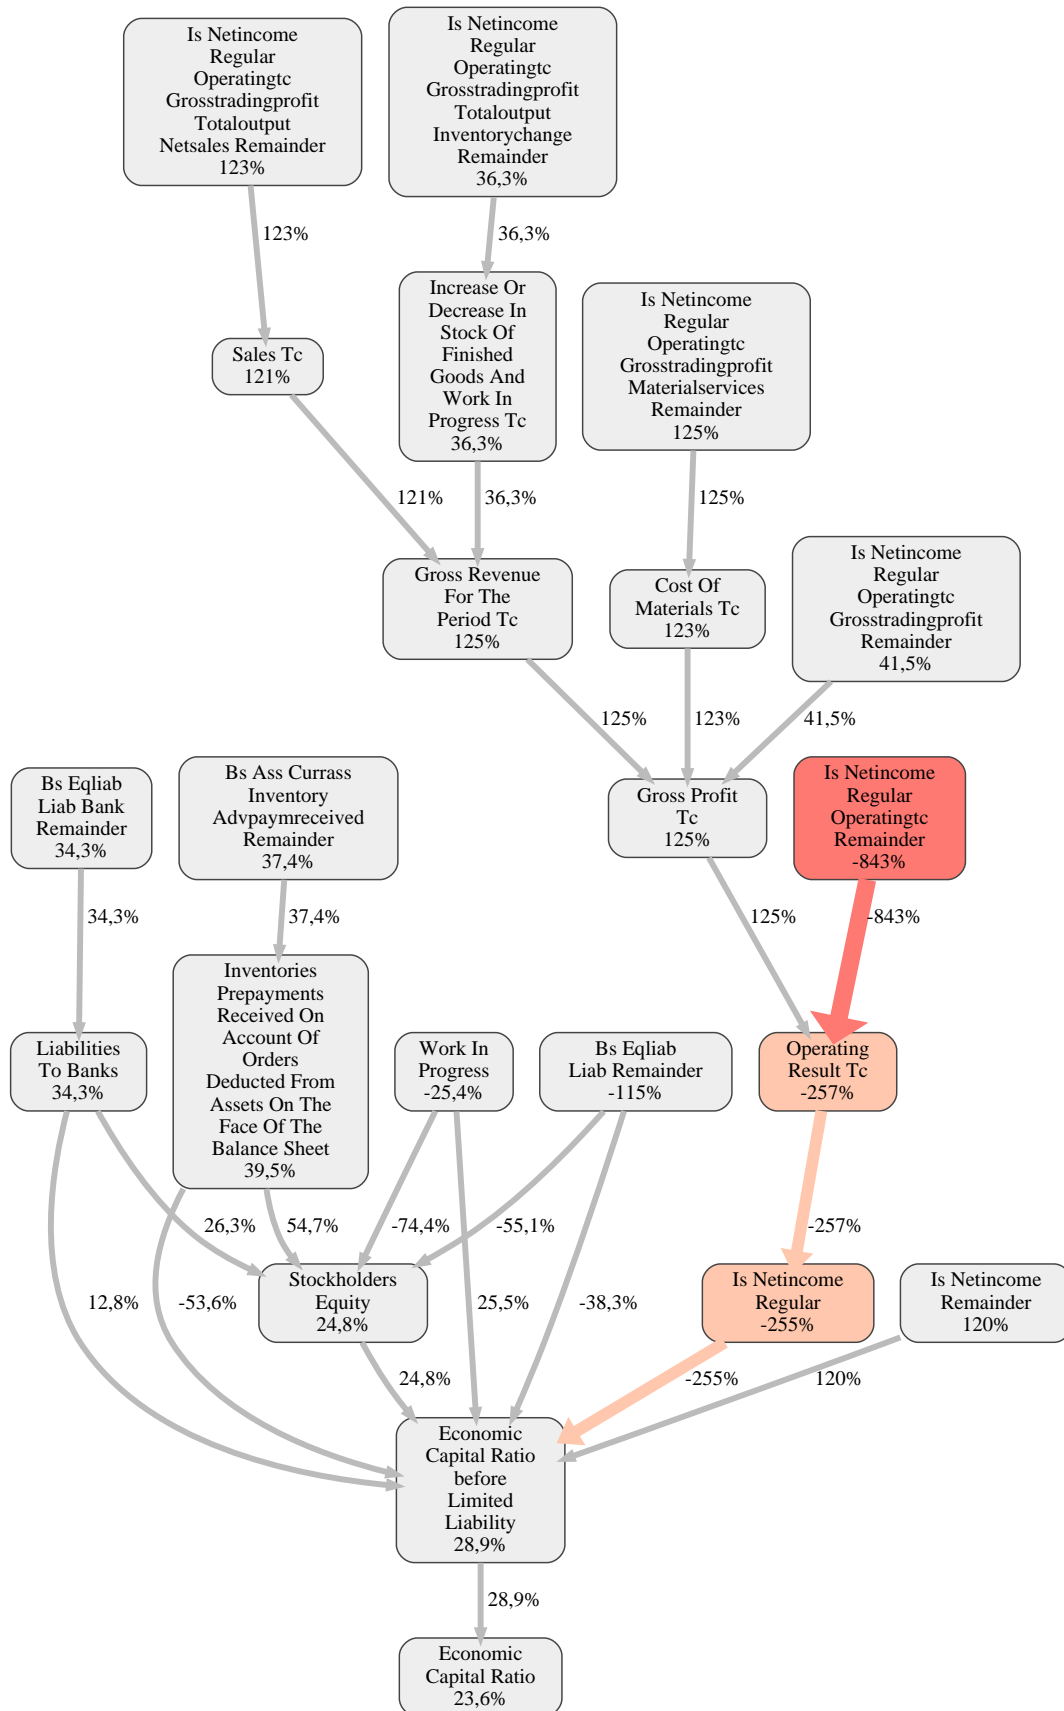 Is Netincome
Regular
Operatingtc
Grosstradingprofit
Totaloutput
Netsales Remainder
123%
Is Netincome
Regular
Operatingtc
Grosstradingprofit
Totaloutput
Inventorychange
Remainder
36,3%
123%
36,3%
Sales Tc
121%
Increase Or
Decrease In
Stock Of
Finished
Goods And
Work In
Progress Tc
36,3%
Is Netincome
Regular
Operatingtc
Grosstradingprofit
Materialservices
Remainder
125%
121%
36,3%
125%
Gross Revenue
For The
Period Tc
125%
Cost Of
Materials Tc
123%
Is Netincome
Regular
Operatingtc
Grosstradingprofit
Remainder
41,5%
125%
123%
41,5%
Bs Eqliab
Liab Bank
Remainder
34,3%
Bs Ass Currass
Inventory
Advpaymreceived
Remainder
37,4%
Gross Profit
Tc
125%
Is Netincome
Regular
Operatingtc
Remainder
-843%
34,3%
37,4%
125%
-843%
Liabilities
To Banks
34,3%
Inventories
Prepayments
Received On
Account Of
Orders
Deducted From
Assets On The
Face Of The
Balance Sheet
39,5%
Work In
Progress
-25,4%
Bs Eqliab
Liab Remainder
-115%
Operating
Result Tc
-257%
26,3%
54,7%
-74,4%
-55,1%
-257%
12,8%
-53,6%
Stockholders
Equity
24,8%
25,5%
-38,3%
Is Netincome
Regular
-255%
Is Netincome
Remainder
120%
24,8%
-255%
120%
Economic
Capital Ratio
before
Limited
Liability
28,9%
28,9%
Economic
Capital Ratio
23,6%